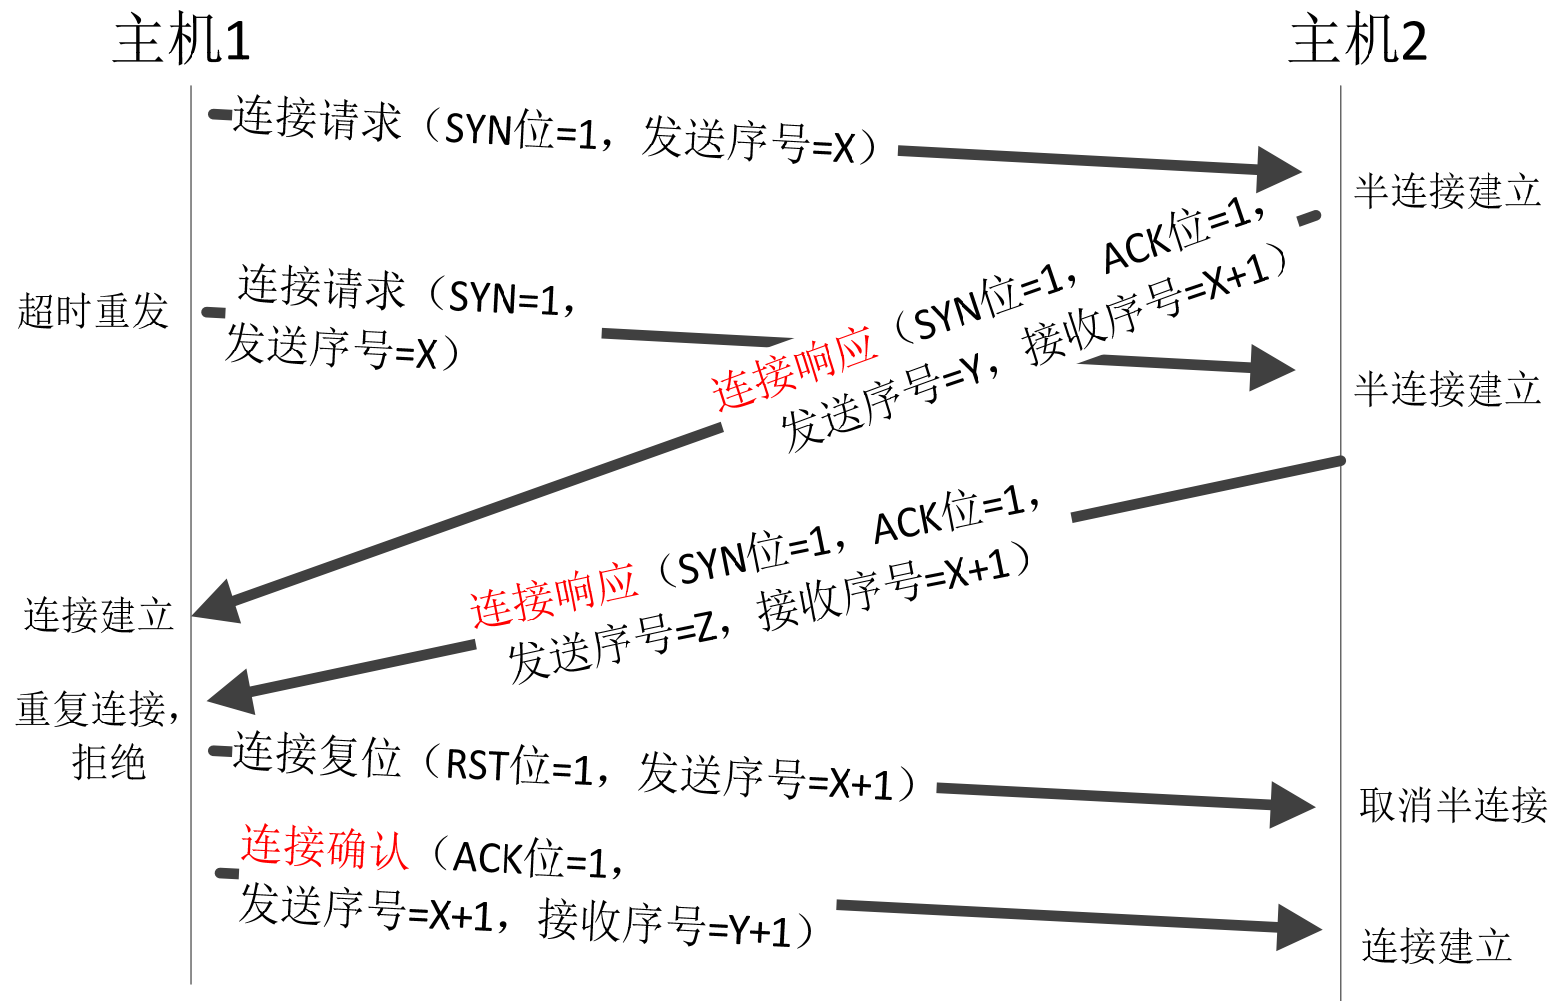 主机1
主机2
连接请求（SYN位=1，发送序号=X）
半连接建立
超时重发
连接请求（SYN=1，
发送序号=X）
连接响应（SYN位=1，ACK位=1，
发送序号=Y，接收序号=X+1）
半连接建立
连接响应（SYN位=1，ACK位=1，
发送序号=Z，接收序号=X+1）
连接建立
重复连接，
拒绝
连接复位（RST位=1，发送序号=X+1）
取消半连接
连接确认（ACK位=1，
发送序号=X+1，接收序号=Y+1）
连接建立